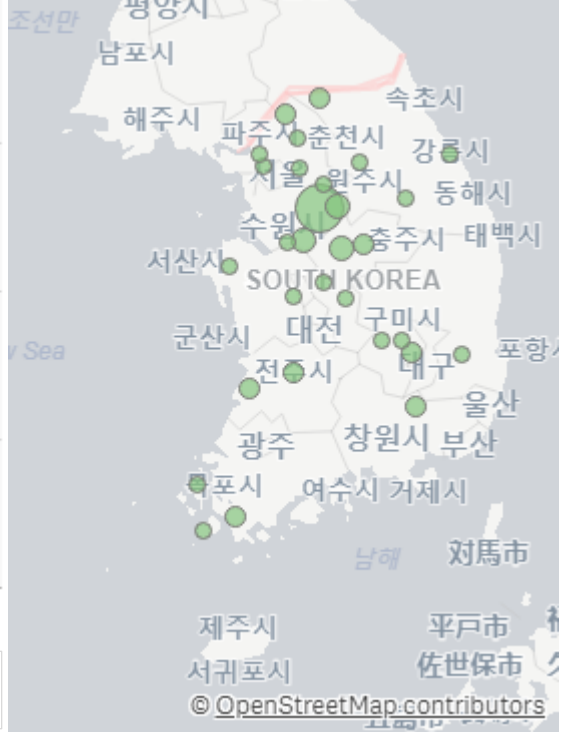 평양시
조선만
남포시
속초시
해주시
파주시
춘천시
강릉시
서울
원주시
동해시
수원시
충주시
태백시
서산시
SOUTH KOREA
구미시
군산시
대전
w Sea
포항시
전주시
대구
울산
창원시
부산
광주
목포시
여수시
거제시
남해
対馬市
제주시
平戸市
서귀포시
佐世保市
© OpenStreetMap contributors